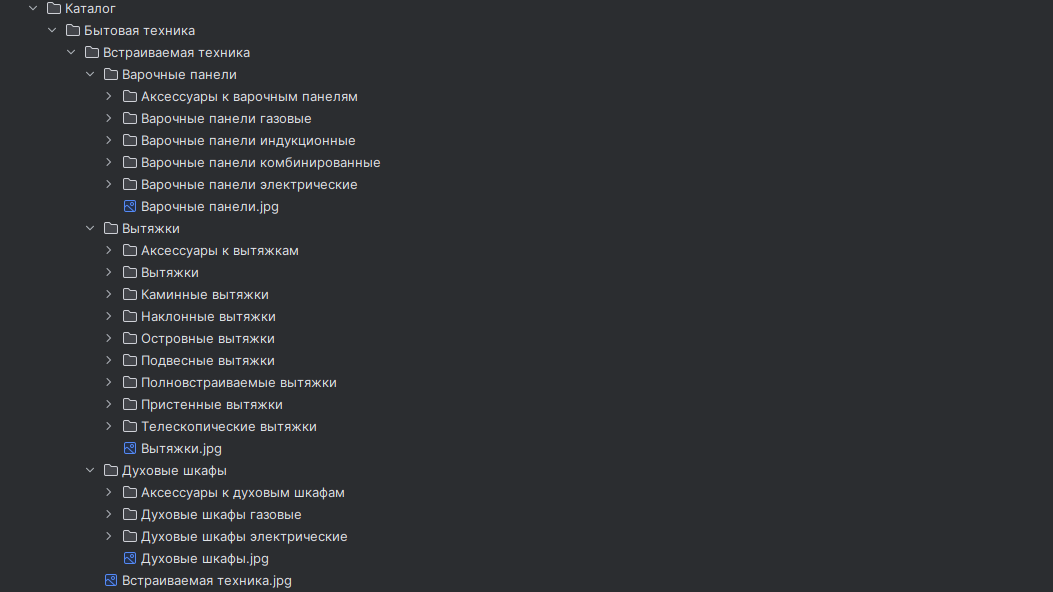 Каталог
Бытовая техника
Встраиваемая техника
Варочные панели
Аксессуары к варочным панелям
Варочные панели газовые
Варочные панели индукционные
Варочные панели комбинированные
Варочные панели электрические
Варочные панели.jpg
Вытяжки
Аксессуары к вытяжкам
Вытяжки
Каминные вытяжки
Наклонные вытяжки
Островные вытяжки
Подвесные вытяжки
Полновстраиваемые вытяжки
Пристенные вытяжки
Телескопические вытяжки
Вытяжки.jpg
Духовые шкафы
Аксессуары к духовым шкафам
Духовые шкафы газовые
Духовые шкафы электрические
Духовые шкафы.jpg
Встраиваемая техника.jpg